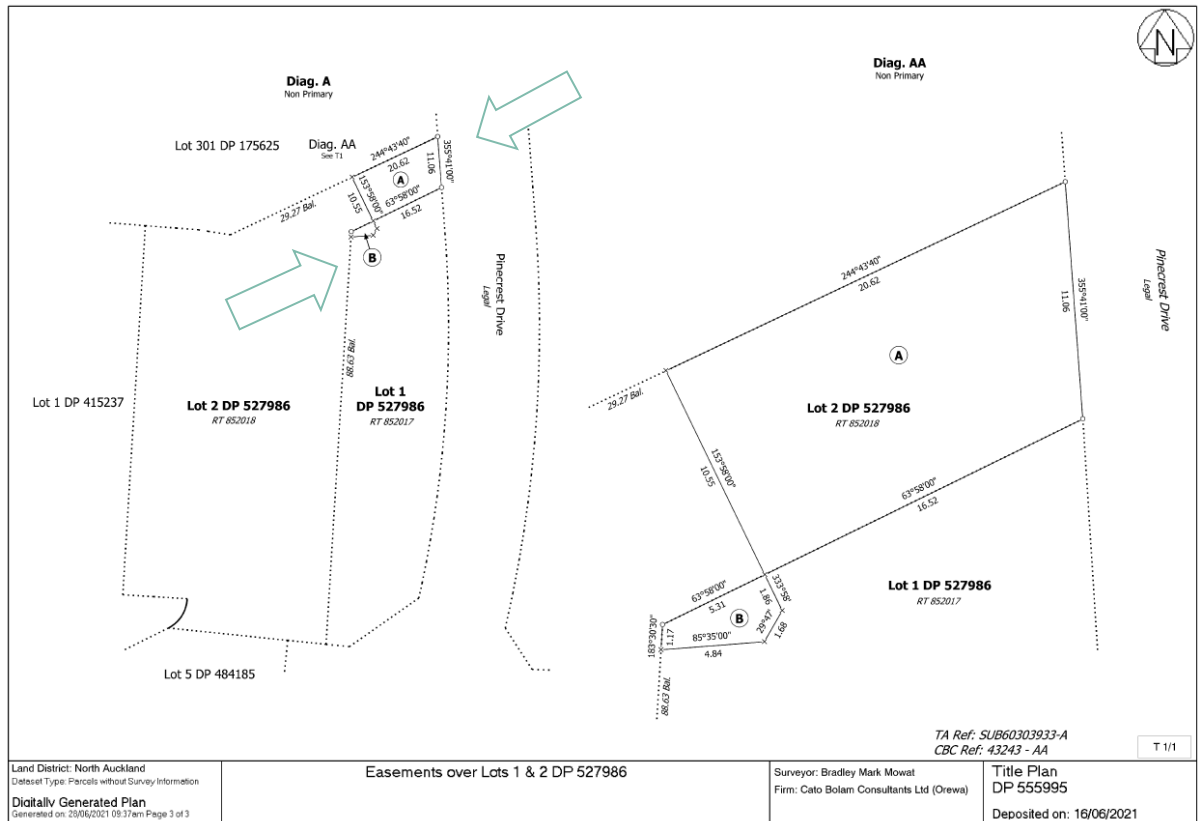 N
Diag. A
Non Primary
Diag. AA
Non Primary
Lot 301 DP 175625
Diag. AA
See T1
244°43'40"
20.62
355°41'00"
11.06
A
153°58'00"
10.55
63°58'00"
16.52
29.27 Bal.
B
Pinecrest Drive
Legal
88.63 Bal.
Lot 1 DP 415237
Lot 2 DP 527986
RT 852018
Lot 1
DP 527986
RT 852017
Lot 5 DP 484185
244°43'40"
20.62
355°41'00"
11.06
Pinecrest Drive
Legal
A
29.27 Bal.
Lot 2 DP 527986
RT 852018
153°58'00"
10.55
63°58'00"
16.52
Lot 1 DP 527986
RT 852017
63°58'00"
5.31
333°58'
1.86
B
29°47'
1.68
183°30'30"
1.17
85°35'00"
4.84
88.63 Bal.
TA Ref: SUB60303933-A
CBC Ref: 43243 - AA
T 1/1
Land District: North Auckland
Dataset Type: Parcels without Survey Information
Digitally Generated Plan
Generated on: 28/06/2021 09:37am Page 3 of 3
Easements over Lots 1 & 2 DP 527986
Surveyor: Bradley Mark Mowat
Firm: Cato Bolam Consultants Ltd (Orewa)
Title Plan
DP 555995
Deposited on: 16/06/2021